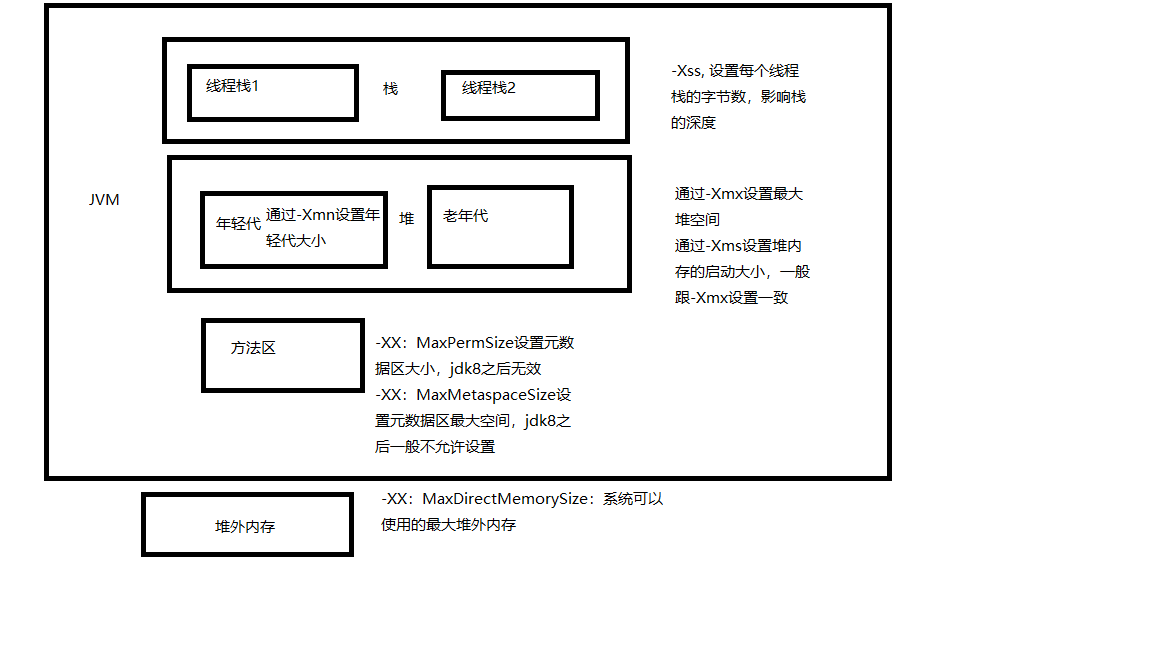 线程栈1
栈
线程栈2
-Xss, 设置每个线程
栈的字节数，影响栈
的深度
JVM
年轻代
通过-Xmn设置年
轻代大小
堆
老年代
通过-Xmx设置最大
堆空间
通过-Xms设置堆内
存的启动大小，一般
跟-Xmx设置一致
方法区
-XX：MaxPermSize设置元数
据区大小，jdk8之后无效
-XX：MaxMetaspaceSize设
置元数据区最大空间，jdk8之
后一般不允许设置
堆外内存
-XX：MaxDirectMemorySize：系统可以
使用的最大堆外内存